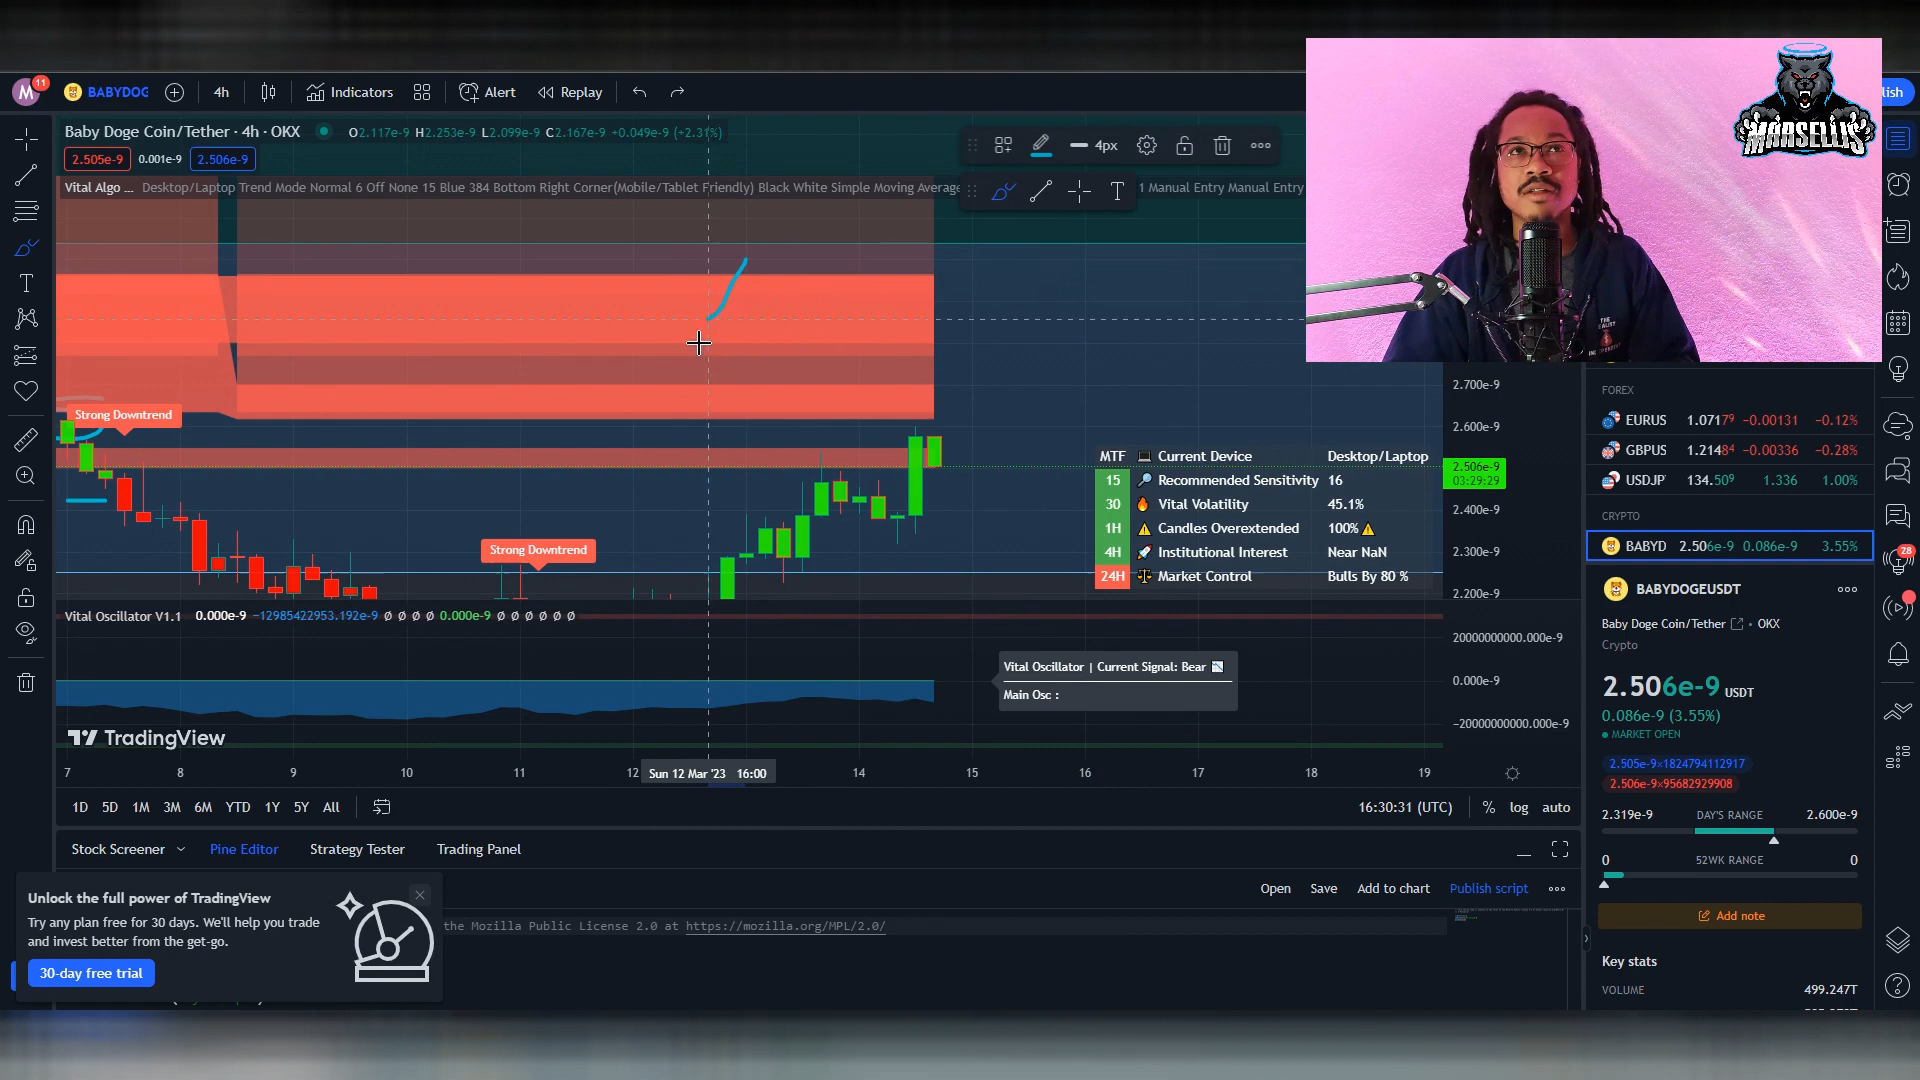 M 11 BABYDOG 4h Indicators Alert Replay lish
Baby Doge Coin/Tether · 4h · OKX O2.117e-9 H2.253e-9 L2.099e-9 C2.167e-9 +0.049e-9 (+2.31%)
2.505e-9 0.001e-9 2.506e-9
4px
Vital Algo ... Desktop/Laptop Trend Mode Normal 6 Off None 15 Blue 384 Bottom Right Corner(Mobile/Tablet Friendly) Black White Simple Moving Average 1 Manual Entry Manual Entry
MARSELLIS
Strong Downtrend
Strong Downtrend
2.700e-9
2.600e-9
2.506e-9
03:29:29
2.400e-9
2.300e-9
2.200e-9
MTF Current Device Desktop/Laptop
15 Recommended Sensitivity 16
30 Vital Volatility 45.1%
1H Candles Overextended 100%
4H Institutional Interest Near NaN
24H Market Control Bulls By 80 %
Vital Oscillator V1.1 0.000e-9 −12985422953.192e-9 ø ø ø ø 0.000e-9 ø ø ø ø ø ø
20000000000.000e-9
0.000e-9
−20000000000.000e-9
Vital Oscillator | Current Signal: Bear
Main Osc :
TradingView
7 8 9 10 11 12 Sun 12 Mar '23 16:00 14 15 16 17 18 19
1D 5D 1M 3M 6M YTD 1Y 5Y All 16:30:31 (UTC) % log auto
Stock Screener Pine Editor Strategy Tester Trading Panel
Open Save Add to chart Publish script
the Mozilla Public License 2.0 at https://mozilla.org/MPL/2.0/
Unlock the full power of TradingView
Try any plan free for 30 days. We'll help you trade
and invest better from the get-go.
30-day free trial
FOREX
EURUS 1.07179 −0.00131 −0.12%
GBPUS 1.21484 −0.00336 −0.28%
USDJP 134.509 1.336 1.00%
CRYPTO
BABYD 2.506e-9 0.086e-9 3.55%
28
BABYDOGEUSDT
Baby Doge Coin/Tether • OKX
Crypto
2.506e-9 USDT
0.086e-9 (3.55%)
MARKET OPEN
2.505e-9×1824794112917
2.506e-9×95682929908
2.319e-9 DAY'S RANGE 2.600e-9
0 52WK RANGE 0
Add note
Key stats
VOLUME 499.247T